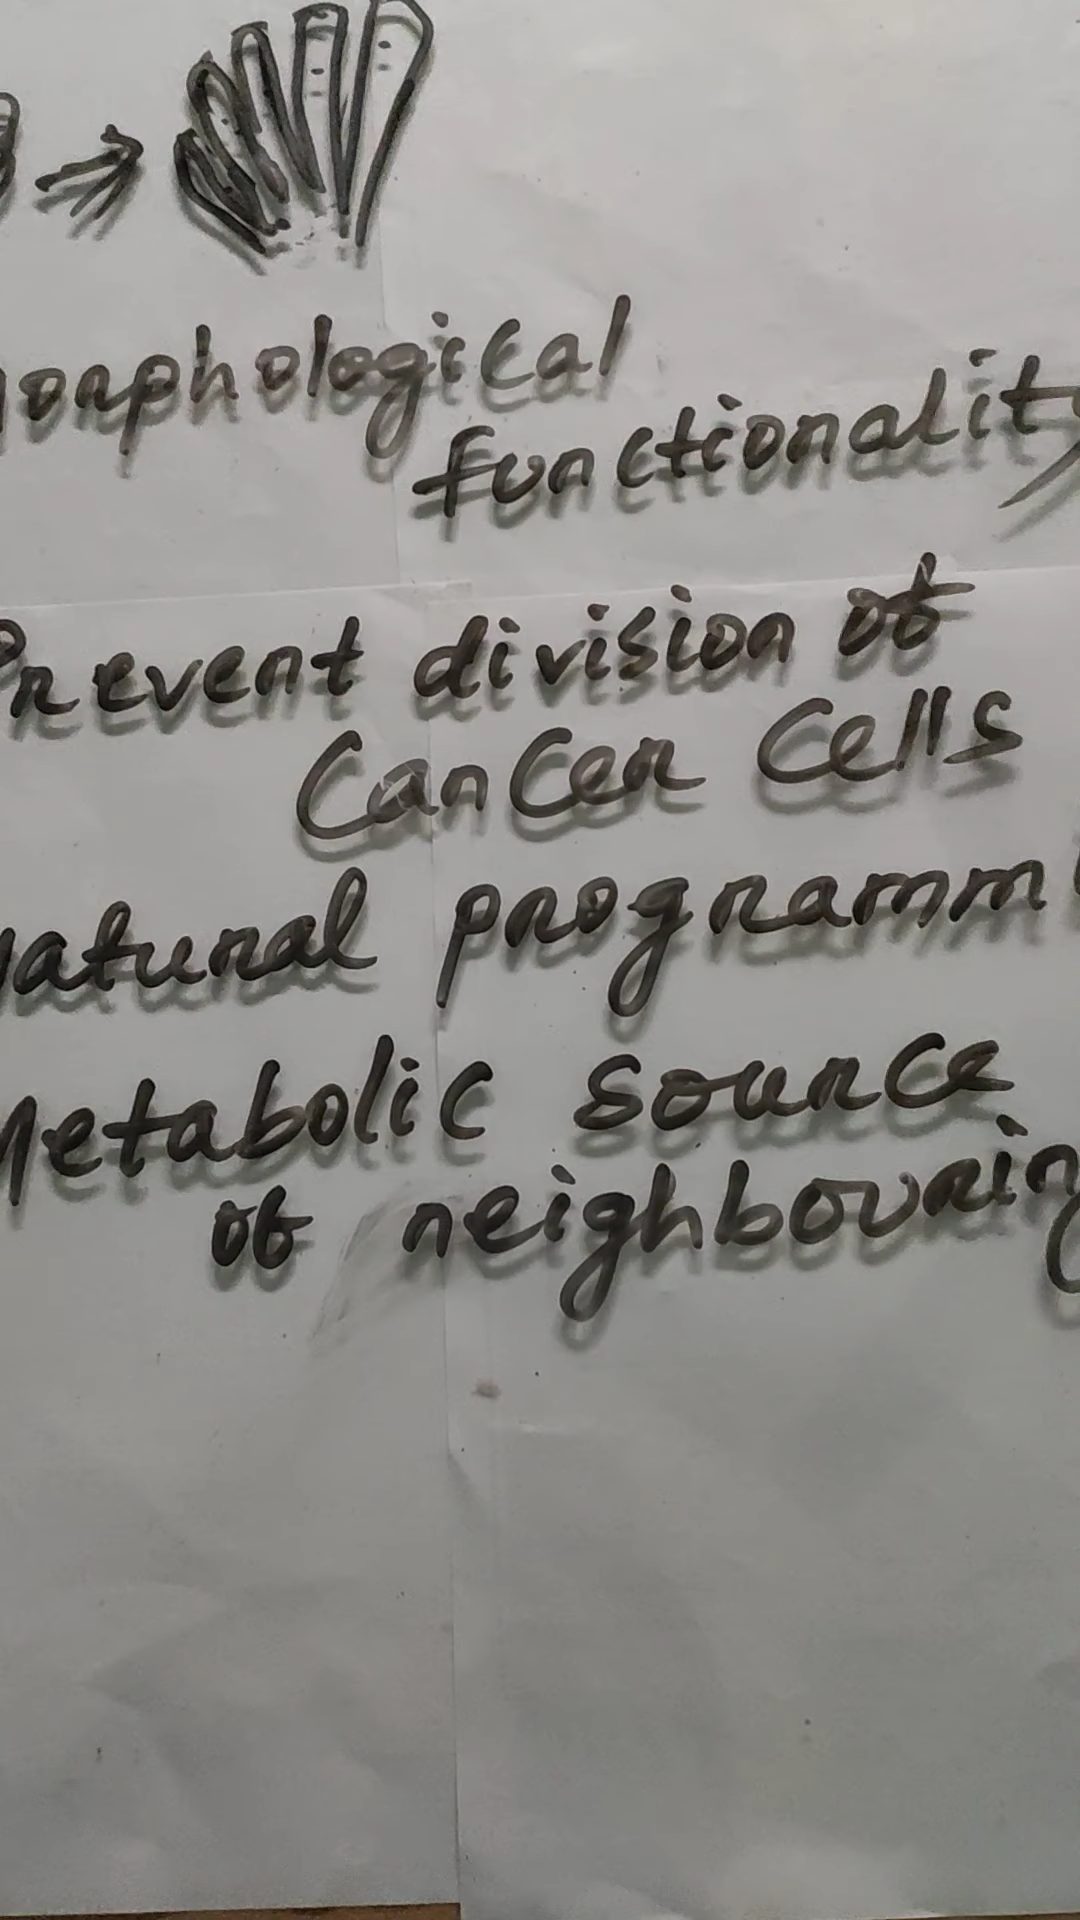 morphological
functionality
Prevent division of
Cancer Cells
natural programm
Metabolic source
of neighbouring